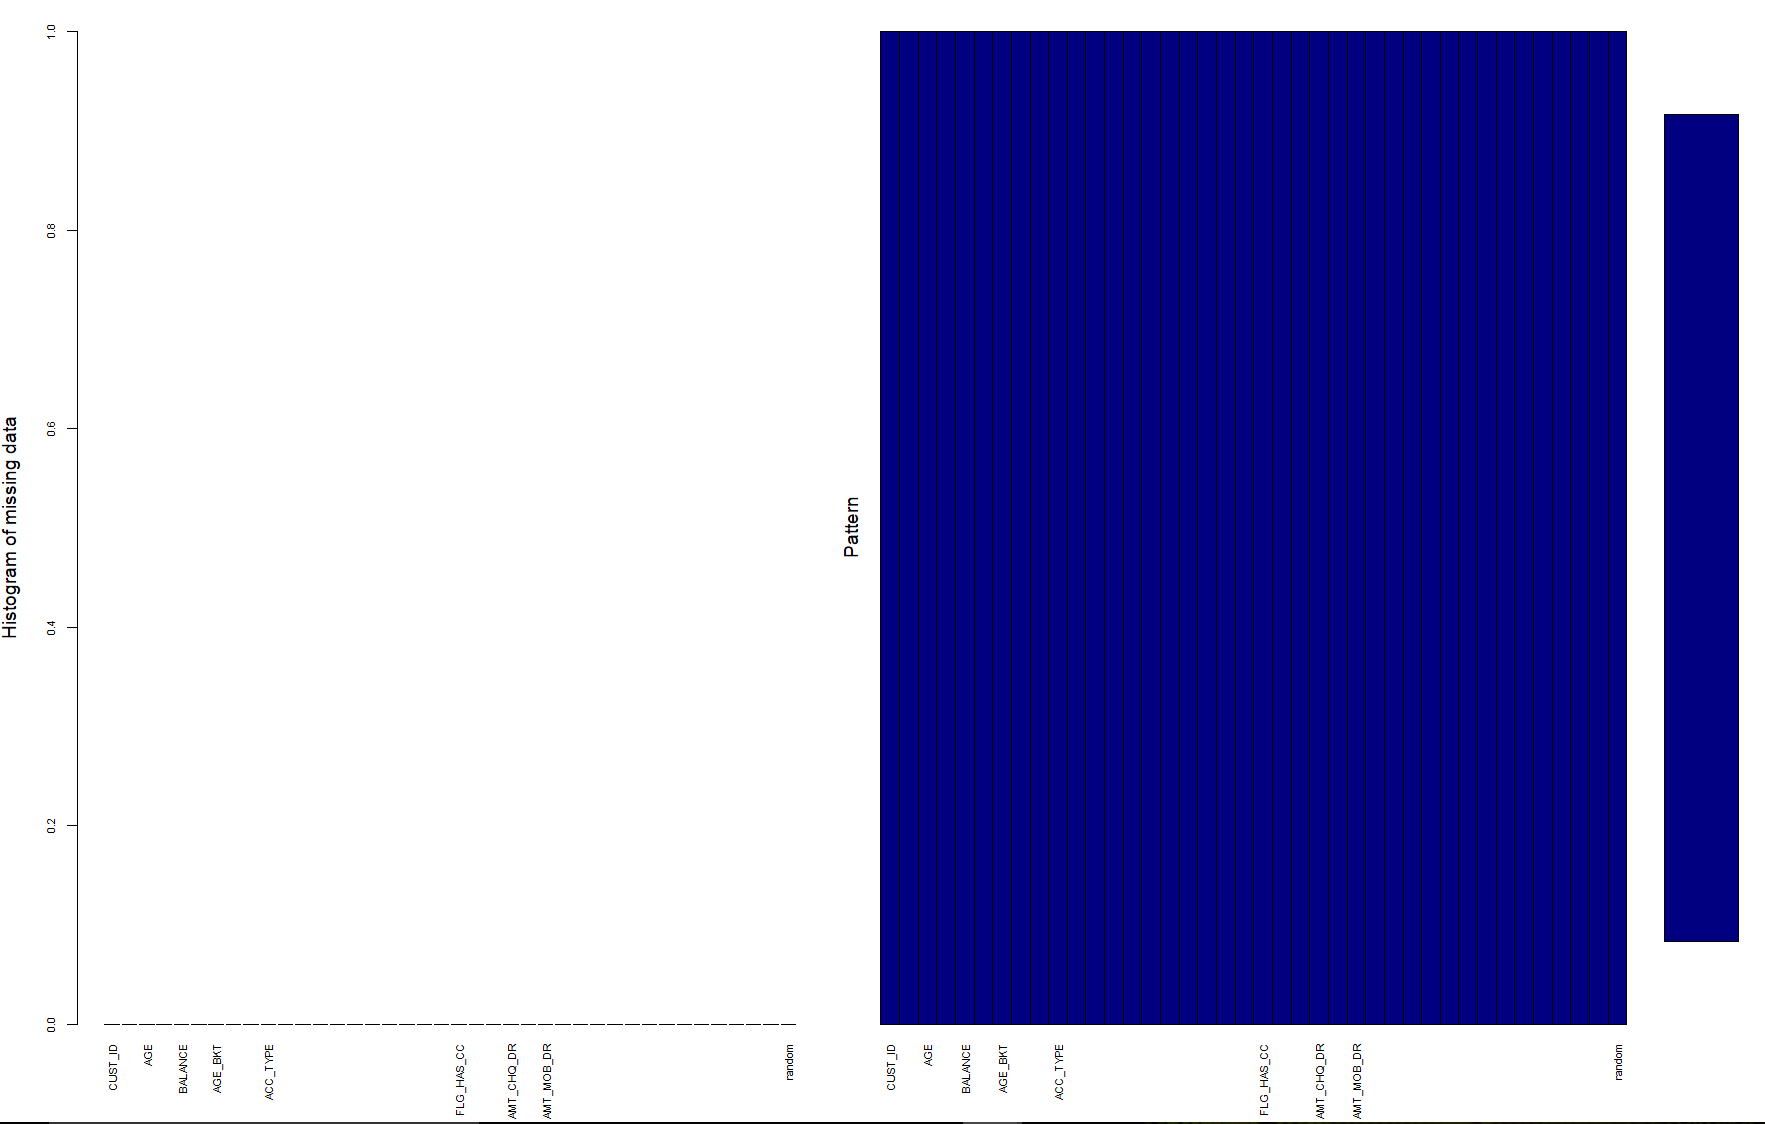 Histogram of missing data
1.0
0.8
0.6
0.4
0.2
0.0
CUST_ID
AGE
BALANCE
AGE_BKT
ACC_TYPE
FLG_HAS_CC
AMT_CHQ_DR
AMT_MOB_DR
random
Pattern
CUST_ID
AGE
BALANCE
AGE_BKT
ACC_TYPE
FLG_HAS_CC
AMT_CHQ_DR
AMT_MOB_DR
random